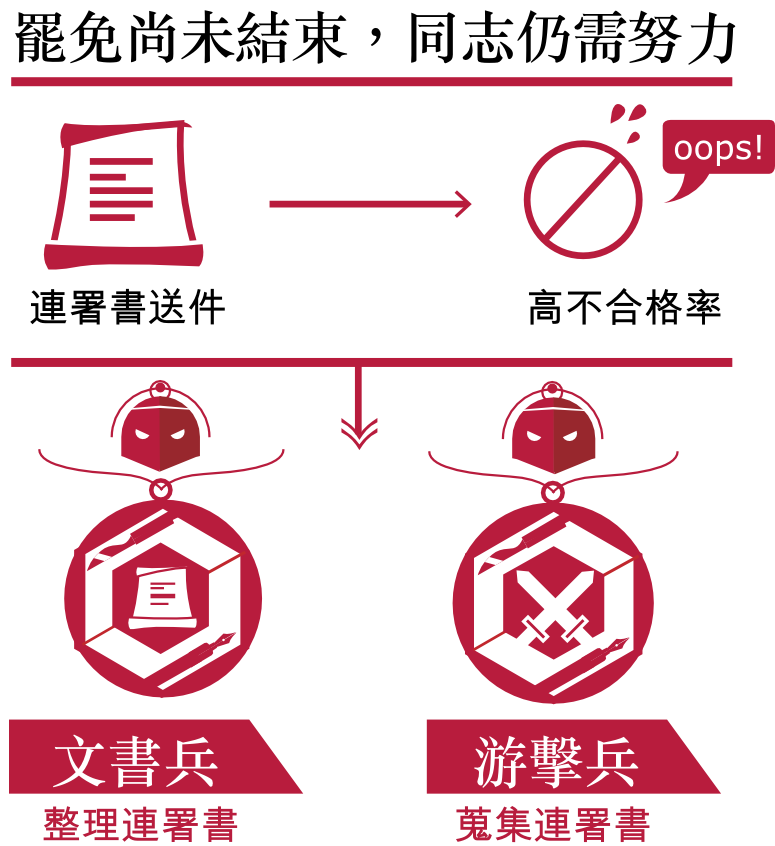 罷免尚未結束，同志仍需努力
oops!
連署書送件
高不合格率
文書兵
游擊兵
整理連署書
蒐集連署書